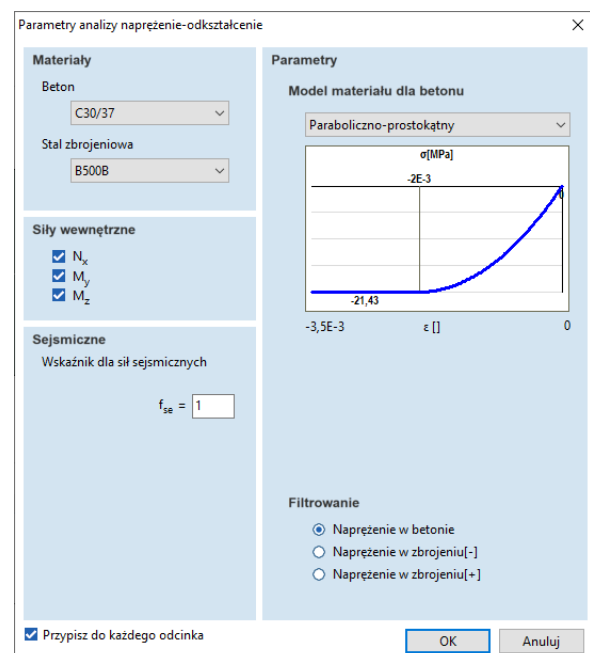 Parametry analizy naprężenie-odkształcenie
Materiały
Beton
C30/37
Stal zbrojeniowa
B500B
Siły wewnętrzne
Nx
My
Mz
Sejsmiczne
Wskaźnik dla sił sejsmicznych
fse = 1
Parametry
Model materiału dla betonu
Paraboliczno-prostokątny
σ[MPa]
-2E-3
0
-21,43
-3,5E-3 ε [] 0
Filtrowanie
Naprężenie w betonie
Naprężenie w zbrojeniu[-]
Naprężenie w zbrojeniu[+]
Przypisz do każdego odcinka
OK Anuluj